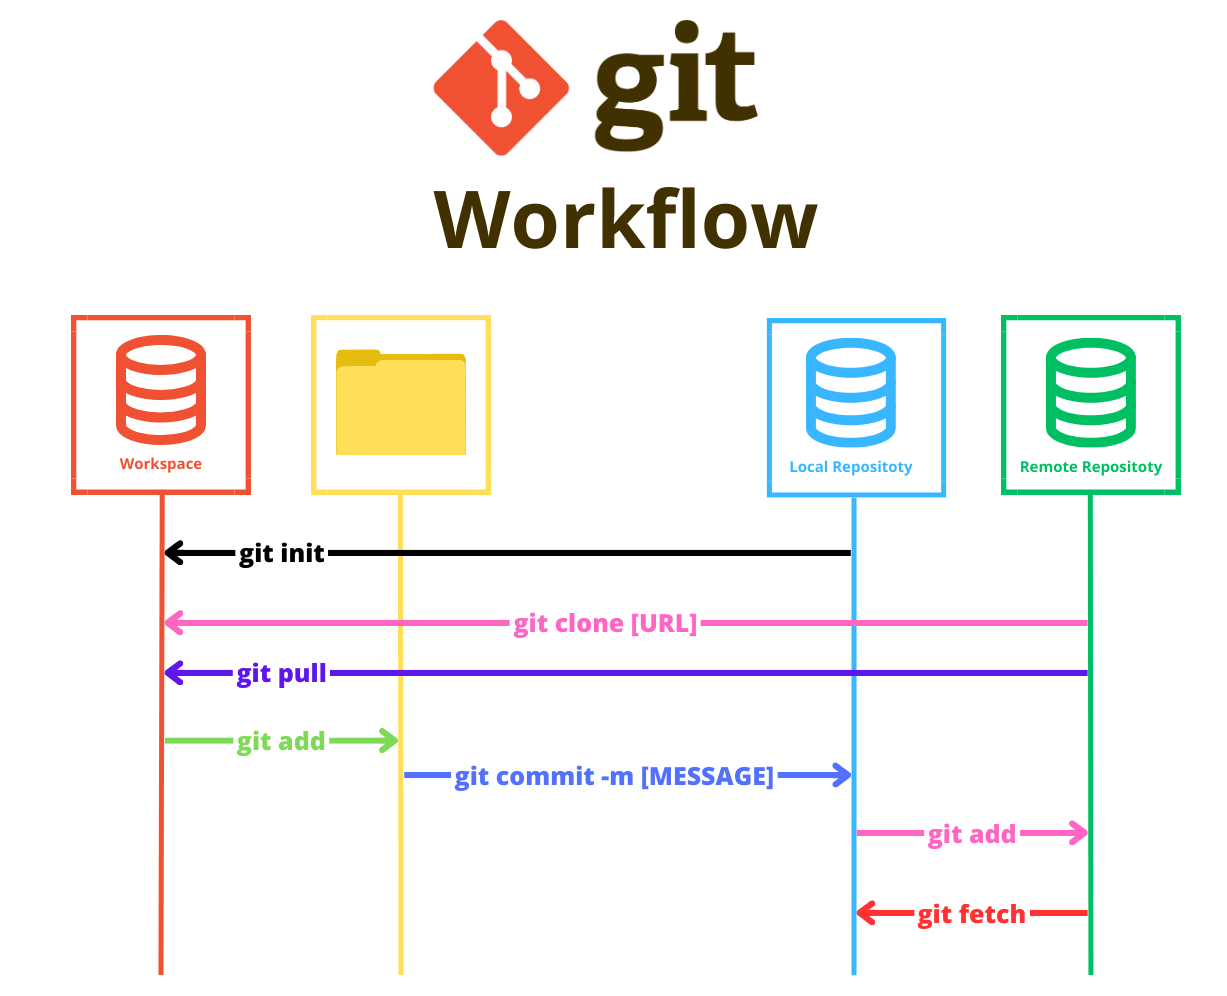 git
Workflow
Workspace
Local Repositoty
Remote Repositoty
git init
git clone [URL]
git pull
git add
git commit -m [MESSAGE]
git add
git fetch